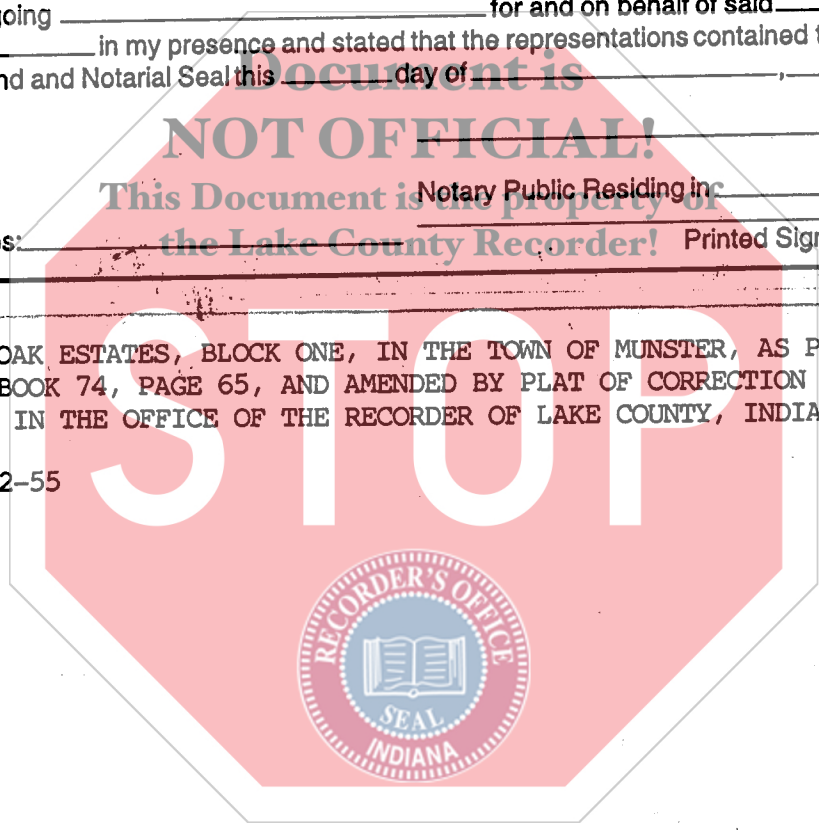 going for and on behalf of said
in my presence and stated that the representations contained
nd and Notarial Seal this day of ,
Document is
NOT OFFICIAL!
This Document is the property of
the Lake County Recorder!
Notary Public Residing in
s: Printed Sign
OAK ESTATES, BLOCK ONE, IN THE TOWN OF MUNSTER, AS P
BOOK 74, PAGE 65, AND AMENDED BY PLAT OF CORRECTION
IN THE OFFICE OF THE RECORDER OF LAKE COUNTY, INDIA
2-55
STOP
RECORDER'S OFFICE
SEAL
INDIANA